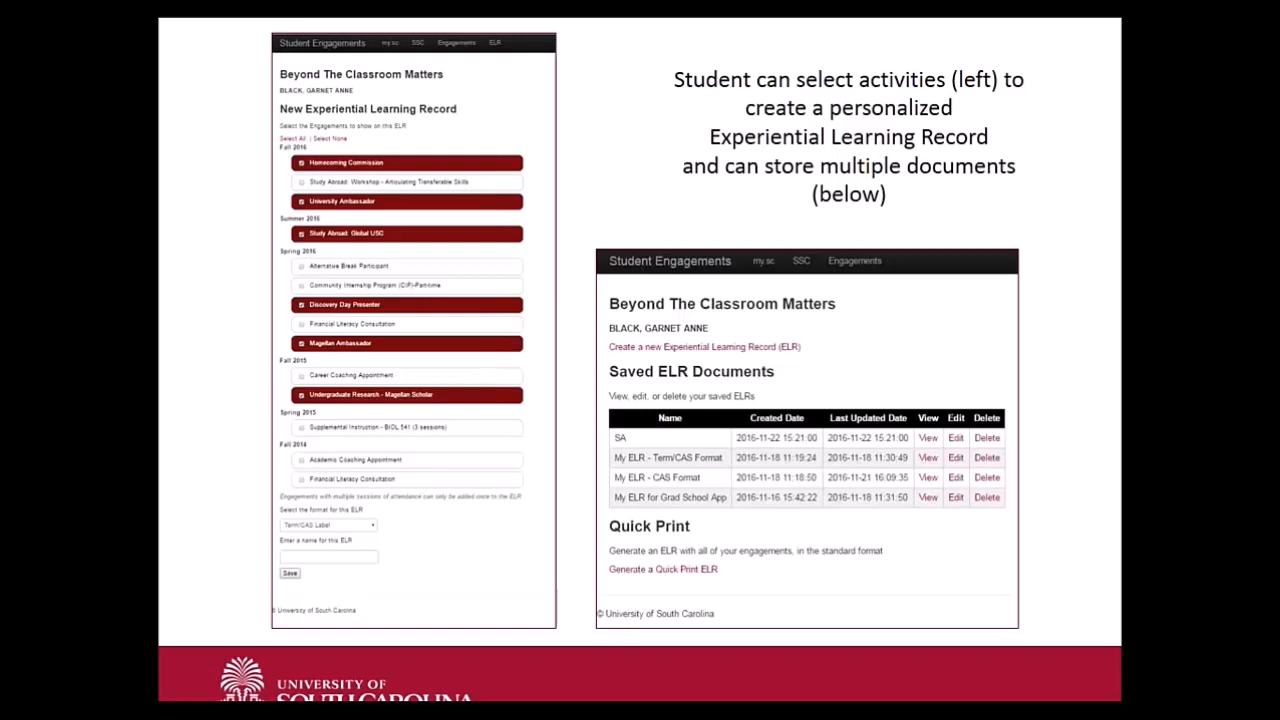 Student Engagements my.sc SSC Engagements ELR
Beyond The Classroom Matters
BLACK, GARNET ANNE
New Experiential Learning Record
Select the Engagements to show on this ELR
Select All | Select None
Fall 2016
Homecoming Commission
Study Abroad: Workshop - Articulating Transferable Skills
University Ambassador
Summer 2016
Study Abroad: Global USC
Spring 2016
Alternative Break Participant
Community Internship Program (CIP)-Part-time
Discovery Day Presenter
Financial Literacy Consultation
Magellan Ambassador
Fall 2015
Career Coaching Appointment
Undergraduate Research - Magellan Scholar
Spring 2015
Supplemental Instruction - BIOL 541 (3 sessions)
Fall 2014
Academic Coaching Appointment
Financial Literacy Consultation
Engagements with multiple sessions of attendance can only be added once to the ELR
Select the format for this ELR
Term/CAS Label
Enter a name for this ELR
Save
© University of South Carolina
Student can select activities (left) to
create a personalized
Experiential Learning Record
and can store multiple documents
(below)
Student Engagements my.sc SSC Engagements
Beyond The Classroom Matters
BLACK, GARNET ANNE
Create a new Experiential Learning Record (ELR)
Saved ELR Documents
View, edit, or delete your saved ELRs
Name Created Date Last Updated Date View Edit Delete
SA 2016-11-22 15:21:00 2016-11-22 15:21:00 View Edit Delete
My ELR - Term/CAS Format 2016-11-18 11:19:24 2016-11-18 11:30:49 View Edit Delete
My ELR - CAS Format 2016-11-18 11:18:50 2016-11-21 16:09:35 View Edit Delete
My ELR for Grad School App 2016-11-16 15:42:22 2016-11-18 11:31:50 View Edit Delete
Quick Print
Generate an ELR with all of your engagements, in the standard format
Generate a Quick Print ELR
© University of South Carolina
UNIVERSITY OF
SOUTH CAROLINA